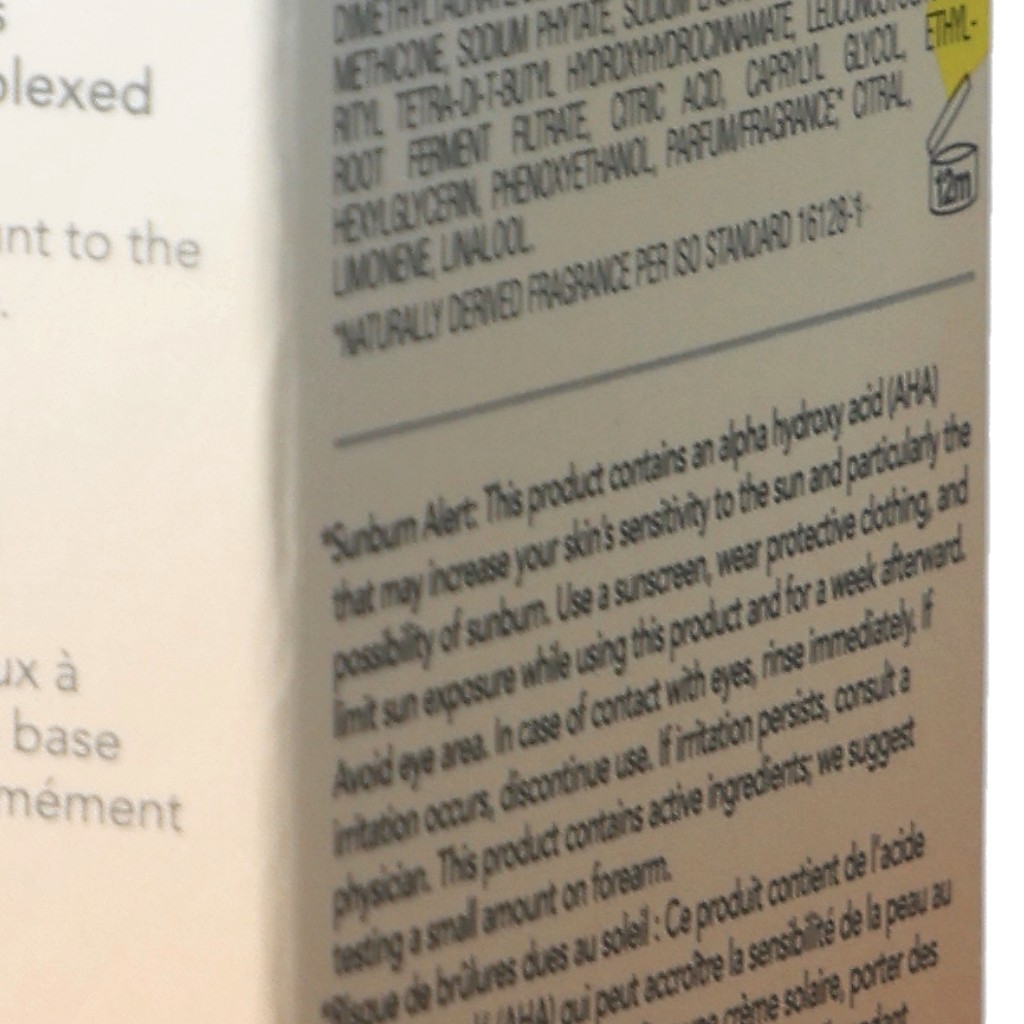 plexed
to the
ux à
base
mément
METHICONE, SODIUM PHYTATE, SODIUM
RITYL TETRA-DI-T-BUTYL HYDROXYHYDROCINNAMATE, LEUCONOSTOC
ROOT FERMENT FILTRATE, CITRIC ACID, CAPRYLYL GLYCOL, ETHYL-
HEXYLGLYCERIN, PHENOXYETHANOL, PARFUM/FRAGRANCE*, CITRAL,
LIMONENE, LINALOOL.
*NATURALLY DERIVED FRAGRANCE PER ISO STANDARD 16128-1
12m
*Sunburn Alert: This product contains an alpha hydroxy acid (AHA)
that may increase your skin's sensitivity to the sun and particularly the
possibility of sunburn. Use a sunscreen, wear protective clothing, and
limit sun exposure while using this product and for a week afterward.
Avoid eye area. In case of contact with eyes, rinse immediately. If
irritation occurs, discontinue use. If irritation persists, consult a
physician. This product contains active ingredients; we suggest
testing a small amount on forearm.
*Risque de brûlures dues au soleil : Ce produit contient de l'acide
(AHA) qui peut accroître la sensibilité de la peau au
crème solaire, porter des